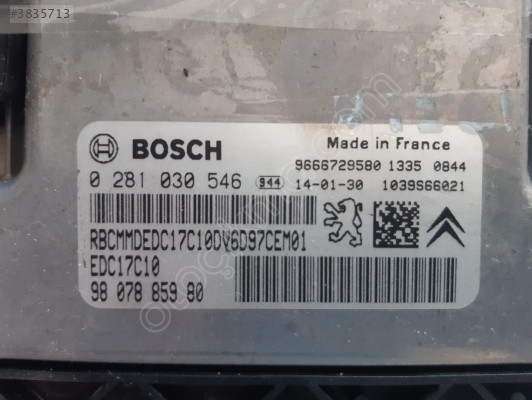 #3835713
BOSCH
Made in France
9666729580 1335 0844
0 281 030 546 944 14-01-30 1039S66021
RBCMMDEDC17C10DV6D97CEM01
EDC17C10
98 078 859 80